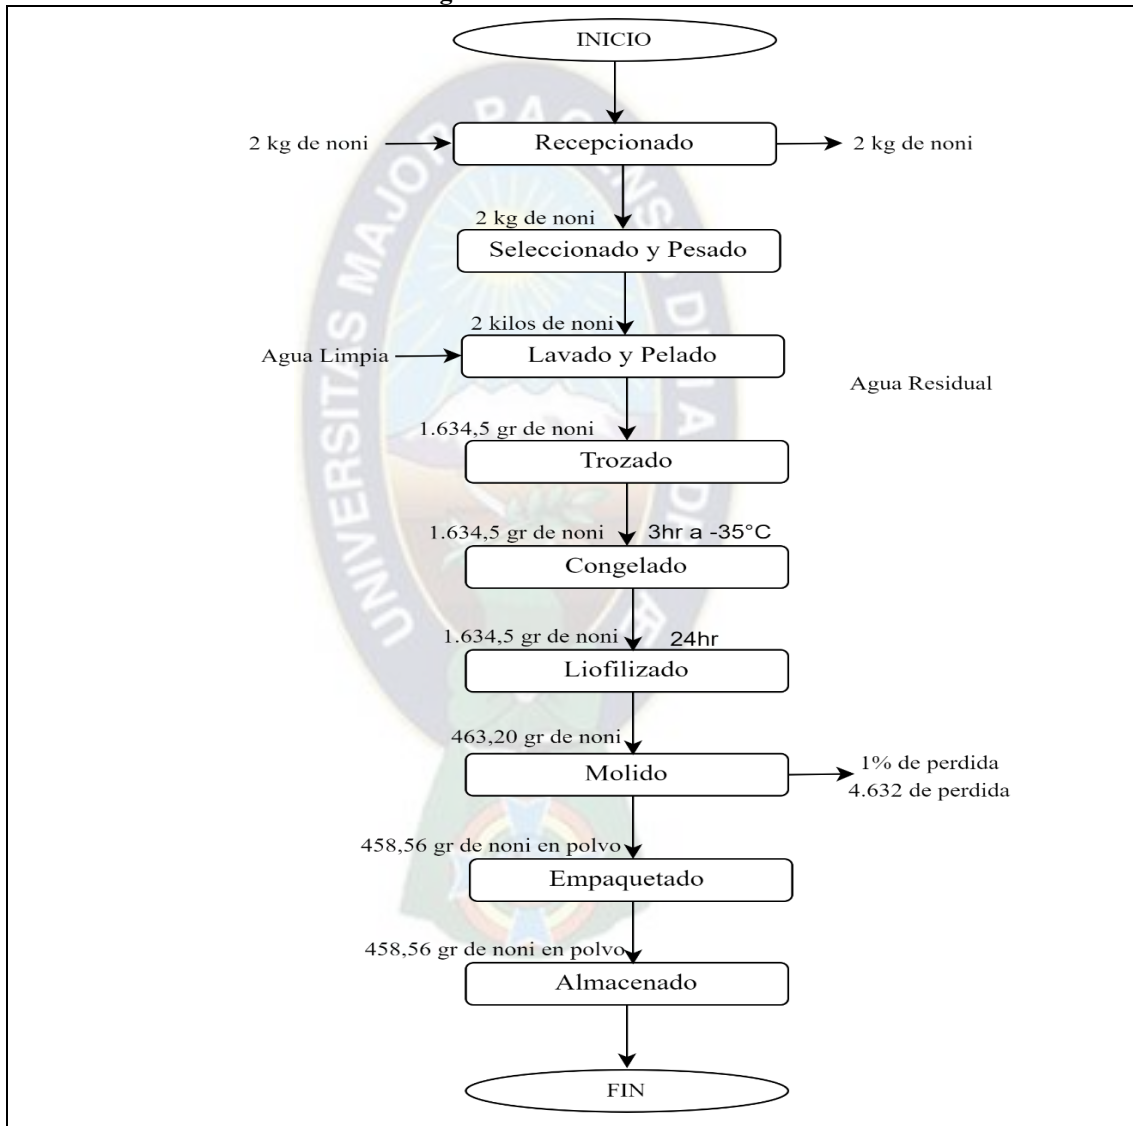 INICIO
2 kg de noni
Recepcionado
2 kg de noni
2 kg de noni
Seleccionado y Pesado
2 kilos de noni
Agua Limpia
Lavado y Pelado
Agua Residual
1.634,5 gr de noni
Trozado
1.634,5 gr de noni
3hr a -35°C
Congelado
1.634,5 gr de noni
24hr
Liofilizado
463,20 gr de noni
Molido
1% de perdida
4.632 de perdida
458,56 gr de noni en polvo
Empaquetado
458,56 gr de noni en polvo
Almacenado
FIN